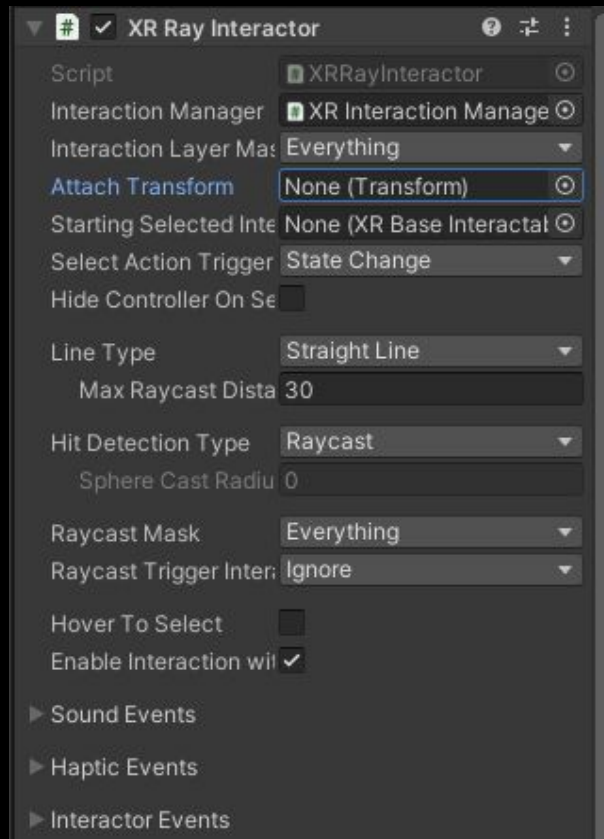 XR Ray Interactor
Script XRRayInteractor
Interaction Manager XR Interaction Manage
Interaction Layer Mas Everything
Attach Transform None (Transform)
Starting Selected Inte None (XR Base Interactal
Select Action Trigger State Change
Hide Controller On Se
Line Type Straight Line
Max Raycast Dista 30
Hit Detection Type Raycast
Sphere Cast Radiu 0
Raycast Mask Everything
Raycast Trigger Intera Ignore
Hover To Select
Enable Interaction wit
Sound Events
Haptic Events
Interactor Events